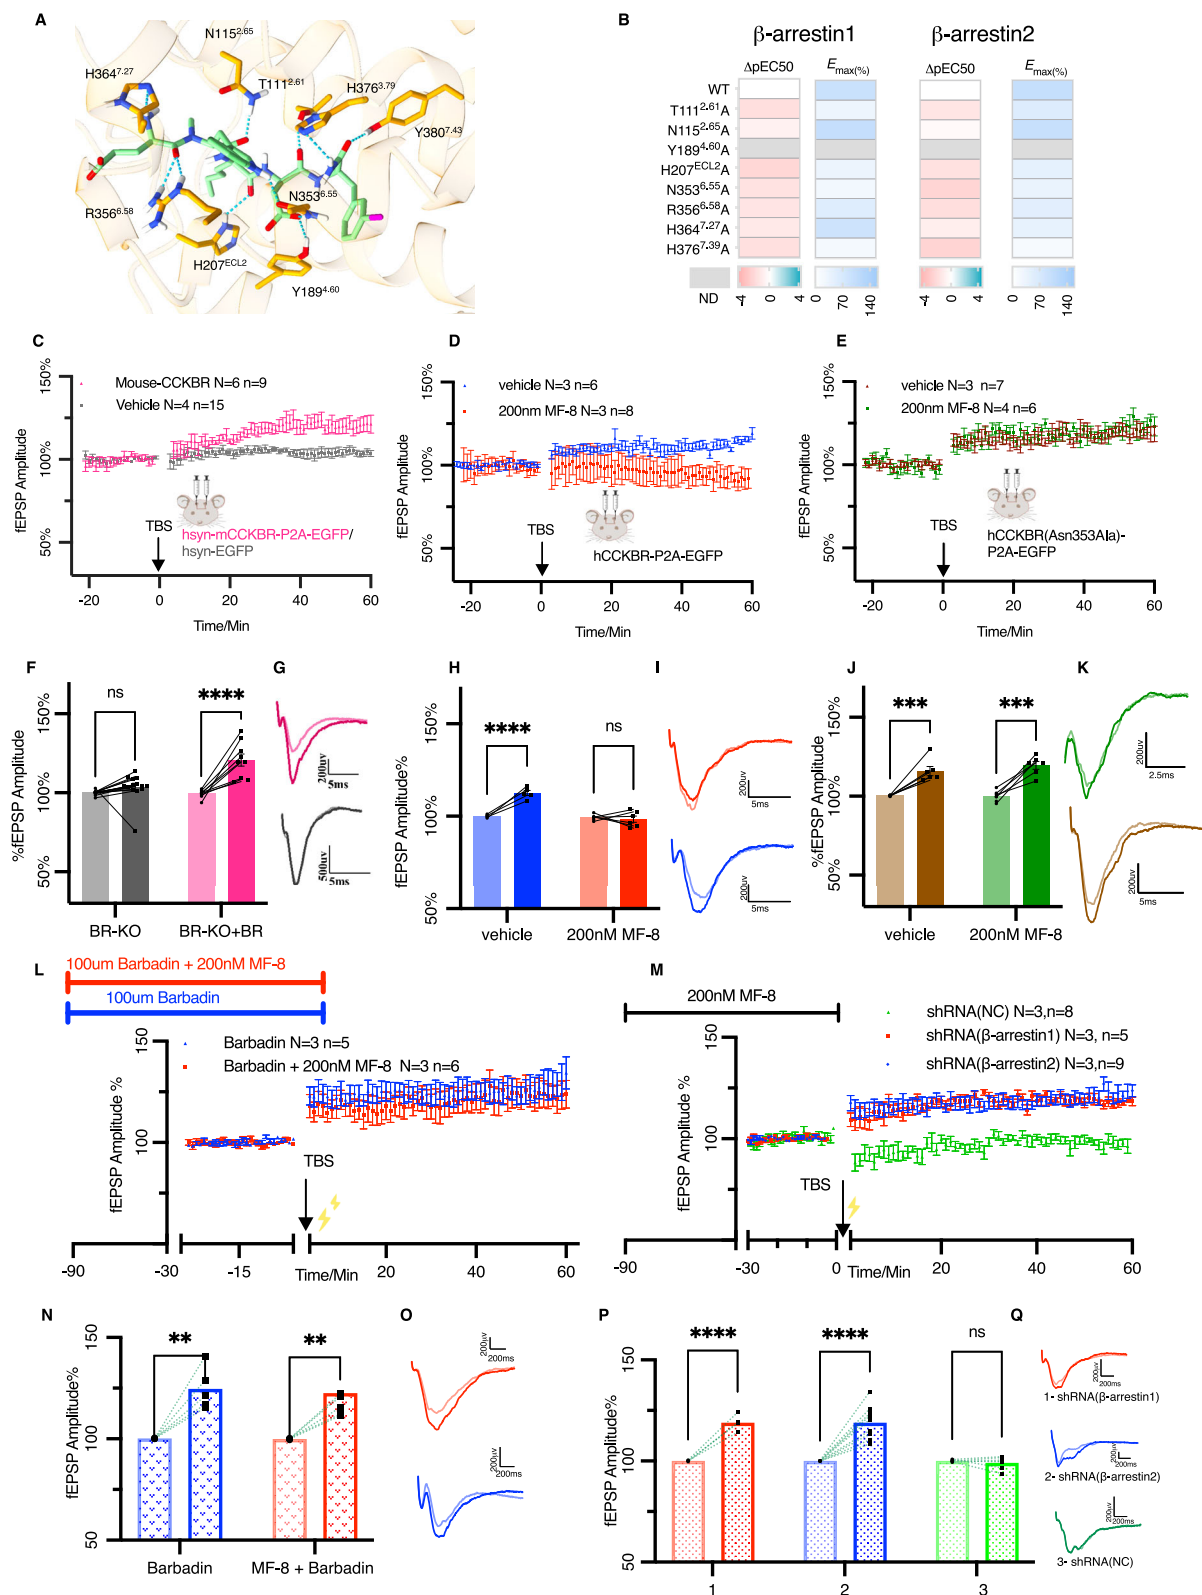 A
N115^2.65
H364^7.27
T111^2.61
H376^3.79
Y380^7.43
N353^6.55
R356^6.58
H207^ECL2
Y189^4.60
B
β-arrestin1 β-arrestin2
ΔpEC50 Emax(%) ΔpEC50 Emax(%)
WT
T111^2.61A
N115^2.65A
Y189^4.60A
H207^ECL2A
N353^6.55A
R356^6.58A
H364^7.27A
H376^7.39A
ND
-4 0 4 0 70 140 -4 0 4 0 70 140
C
fEPSP Amplitude
150%
100%
50%
Mouse-CCKBR N=6 n=9
Vehicle N=4 n=15
TBS
hsyn-mCCKBR-P2A-EGFP/
hsyn-EGFP
-20 0 20 40 60
Time/Min
D
fEPSP Amplitude
150%
100%
50%
vehicle N=3 n=6
200nm MF-8 N=3 n=8
TBS
hCCKBR-P2A-EGFP
-20 0 20 40 60
Time/Min
E
fEPSP Amplitude
150%
100%
50%
vehicle N=3 n=7
200nm MF-8 N=4 n=6
TBS
hCCKBR(Asn353Ala)-
P2A-EGFP
-20 0 20 40 60
Time/Min
F
%fEPSP Amplitude
150%
100%
50%
ns ****
BR-KO BR-KO+BR
G
200uv
5ms
500uv
5ms
H
fEPSP Amplitude%
150%
100%
50%
**** ns
vehicle 200nM MF-8
I
200uv
5ms
200uv
5ms
J
%fEPSP Amplitude
150%
100%
50%
*** ***
vehicle 200nM MF-8
K
200uv
2.5ms
200uv
5ms
L
100um Barbadin + 200nM MF-8
100um Barbadin
fEPSP Amplitude %
150
100
50
Barbadin N=3 n=5
Barbadin + 200nM MF-8 N=3 n=6
TBS
-90 -30 -15 20 40 60
Time/Min
M
200nM MF-8
fEPSP Amplitude %
150
100
50
shRNA(NC) N=3,n=8
shRNA(β-arrestin1) N=3, n=5
shRNA(β-arrestin2) N=3,n=9
TBS
-90 -30 0 Time/Min 20 40 60
N
fEPSP Amplitude%
150
100
50
** **
Barbadin MF-8 + Barbadin
O
200μv
200ms
200μv
200ms
P
fEPSP Amplitude%
150
100
50
**** **** ns
1 2 3
Q
200μv
200ms
1- shRNA(β-arrestin1)
200μv
200ms
2- shRNA(β-arrestin2)
200μv
200ms
3- shRNA(NC)